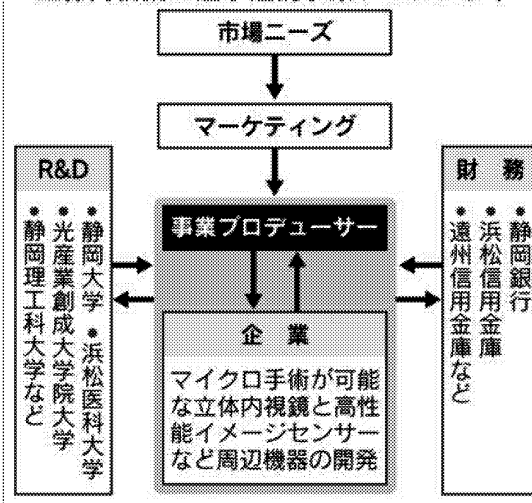 市場ニーズ
マーケティング
R&D
• 静岡大学 • 浜松医科大学
• 光産業創成大学院大学
• 静岡理工科大学など
事業プロデューサー
企 業
マイクロ手術が可能
な立体内視鏡と高性
能イメージセンサー
など周辺機器の開発
財 務
• 静岡銀行
• 浜松信用金庫
• 遠州信用金庫など